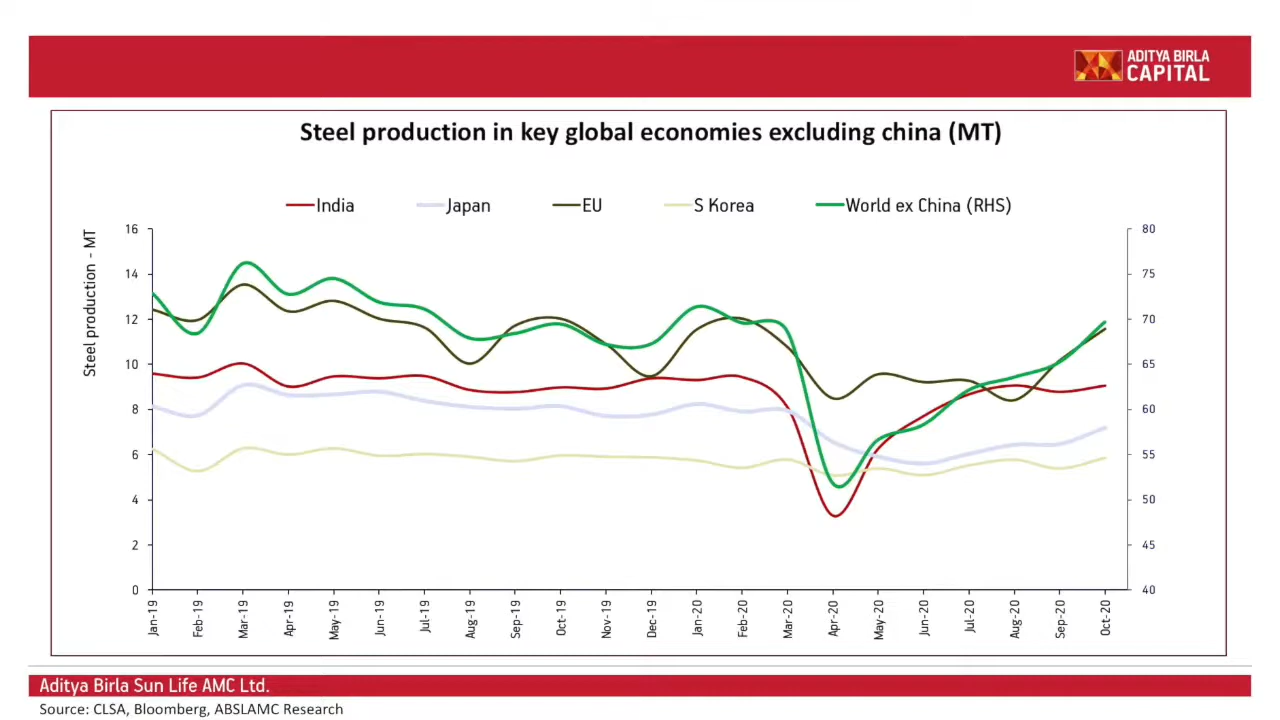 ADITYA BIRLA
CAPITAL
Steel production in key global economies excluding china (MT)
India Japan EU S Korea World ex China (RHS)
Steel production - MT
16
14
12
10
8
6
4
2
0
80
75
70
65
60
55
50
45
40
Jan-19 Feb-19 Mar-19 Apr-19 May-19 Jun-19 Jul-19 Aug-19 Sep-19 Oct-19 Nov-19 Dec-19 Jan-20 Feb-20 Mar-20 Apr-20 May-20 Jun-20 Jul-20 Aug-20 Sep-20 Oct-20
Aditya Birla Sun Life AMC Ltd.
Source: CLSA, Bloomberg, ABSLAMC Research